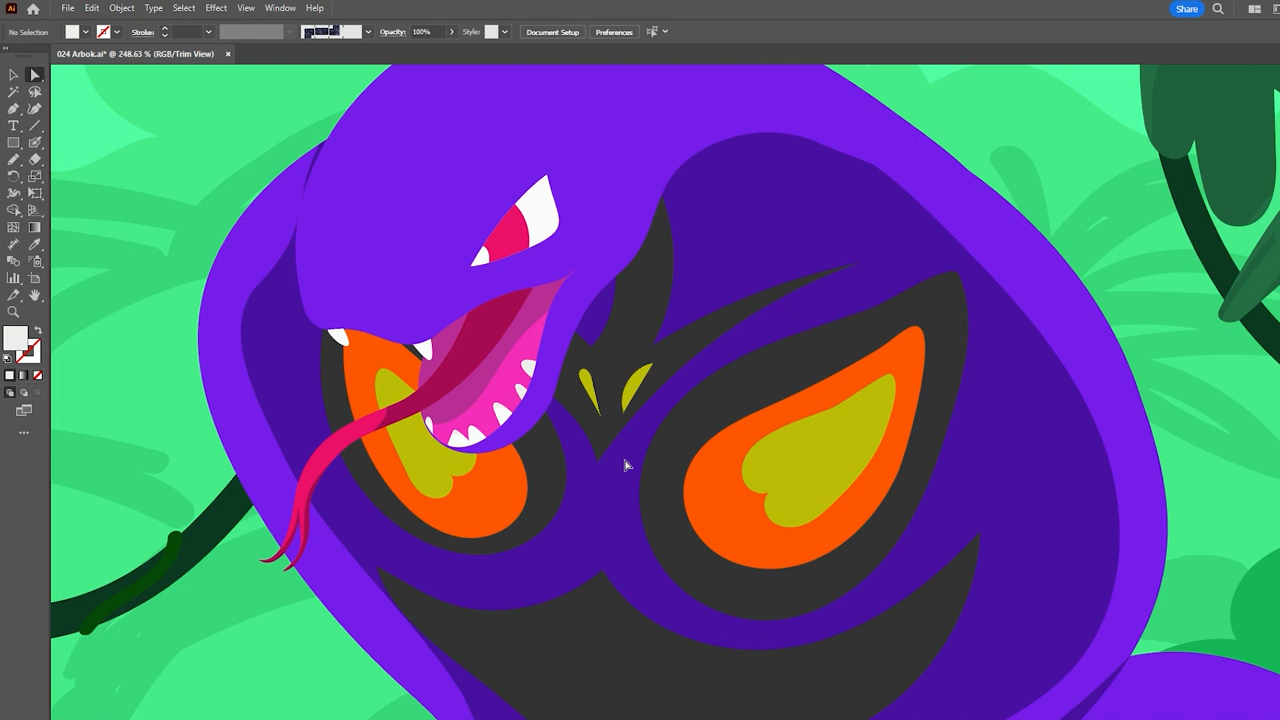 Ai File Edit Object Type Select Effect View Window Help Share
No Selection Stroke: Opacity: 100% Style: Document Setup Preferences
024 Arbok.ai* @ 248.63 % (RGB/Trim View) ×